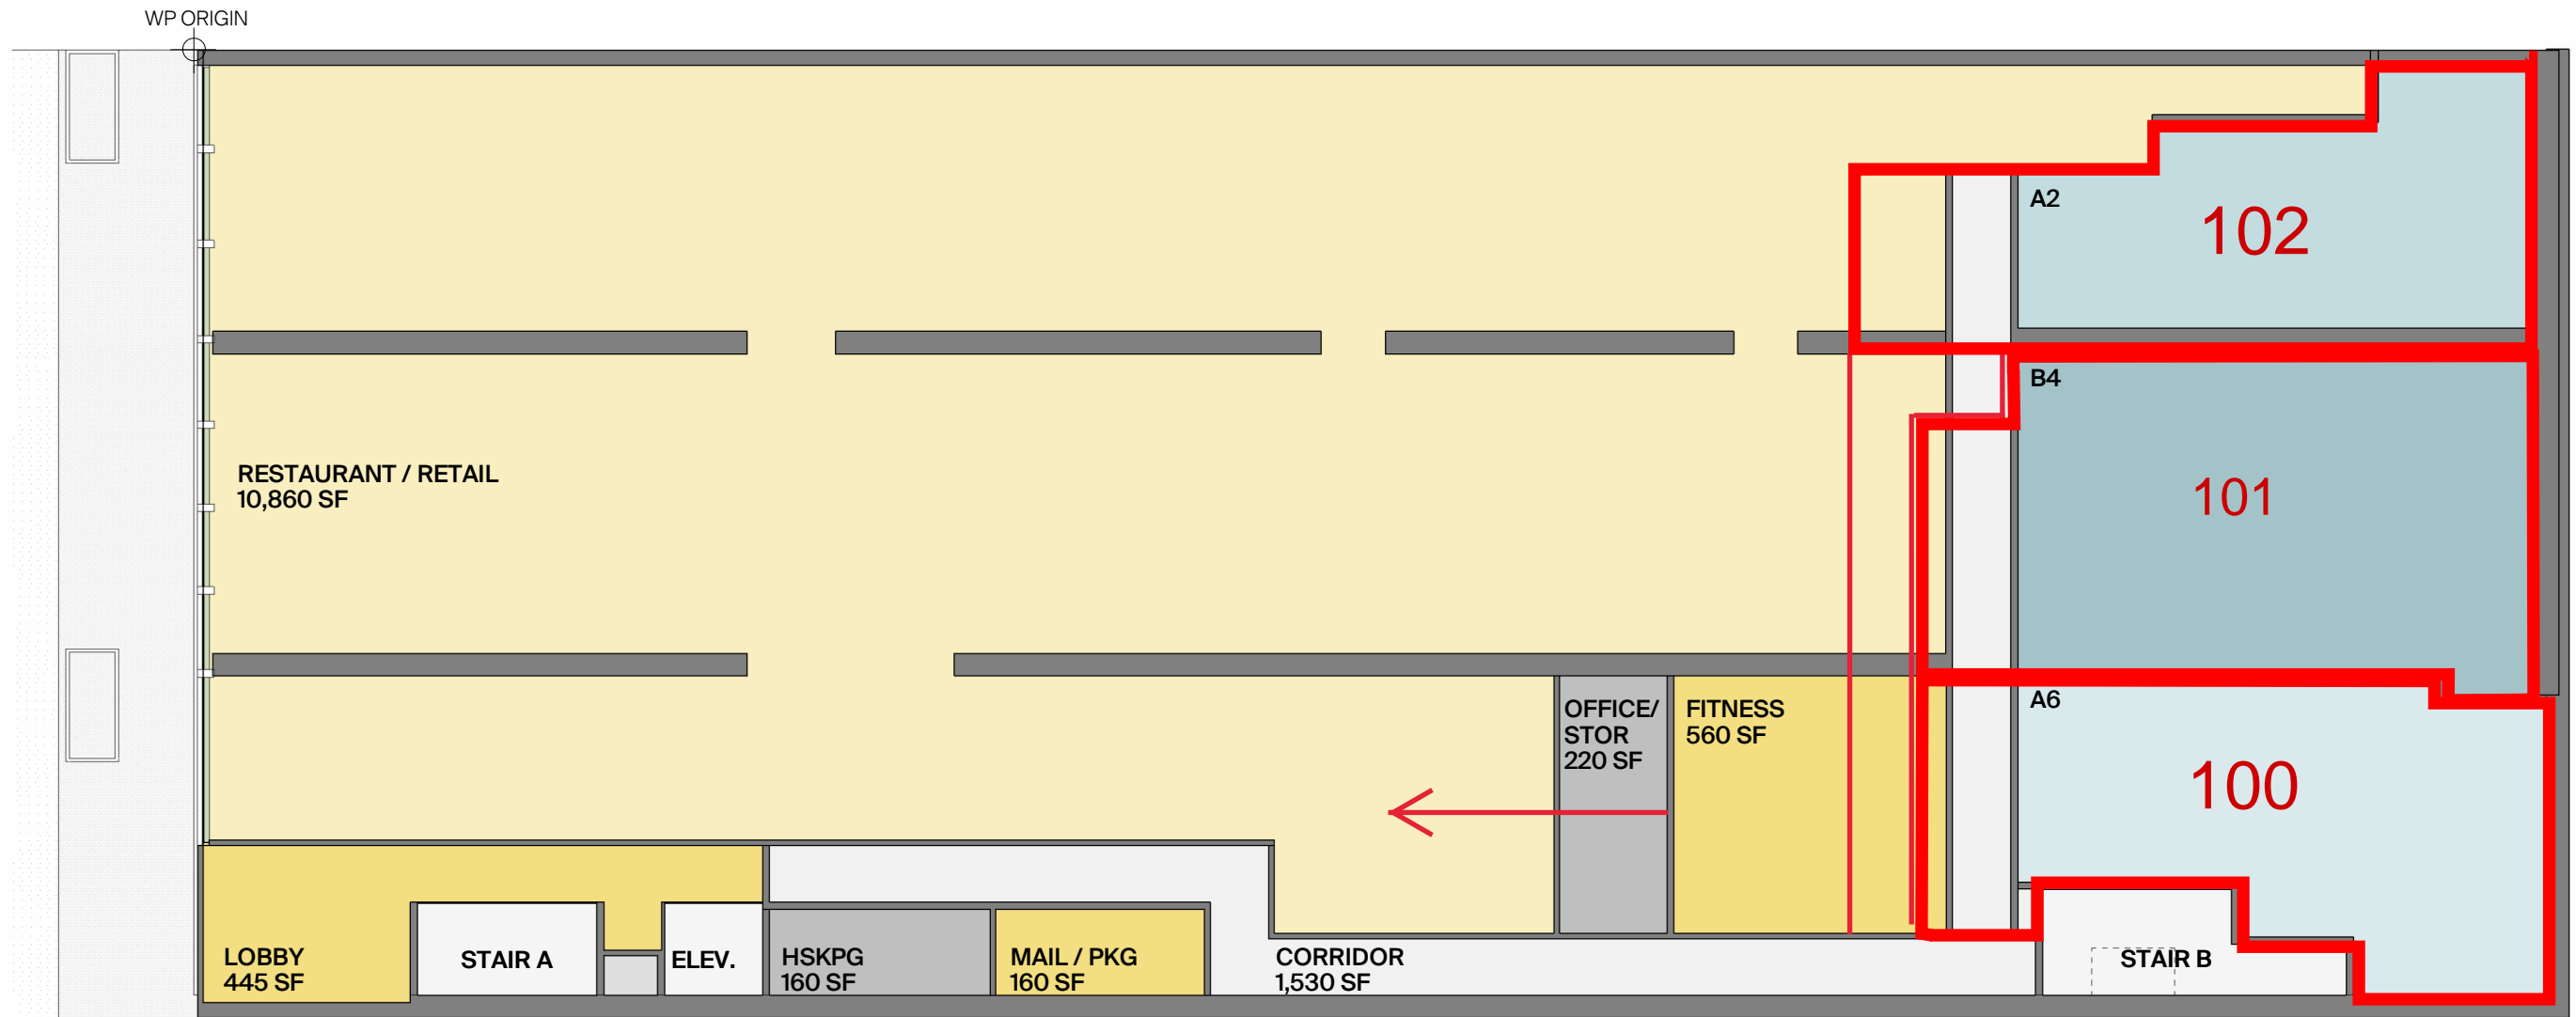 WP ORIGIN
A2
102
B4
101
RESTAURANT / RETAIL
10,860 SF
A6
100
OFFICE/
STOR
220 SF
FITNESS
560 SF
LOBBY
445 SF
STAIR A
ELEV.
HSKPG
160 SF
MAIL / PKG
160 SF
CORRIDOR
1,530 SF
STAIR B